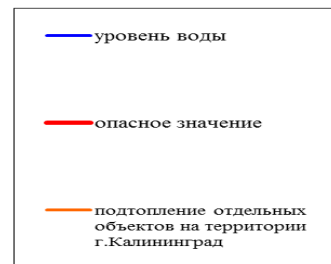 уровень воды
опасное значение
подтопление отдельных
объектов на территории
г.Калининград